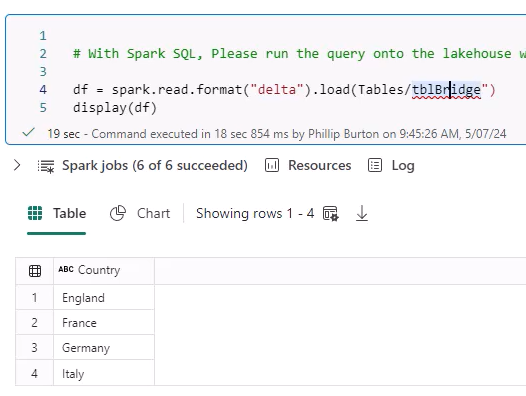 1
2 # With Spark SQL, Please run the query onto the lakehouse w
3
4 df = spark.read.format("delta").load(Tables/tblBridge")
5 display(df)
19 sec - Command executed in 18 sec 854 ms by Phillip Burton on 9:45:26 AM, 5/07/24
Spark jobs (6 of 6 succeeded) Resources Log
Table Chart Showing rows 1 - 4
ABC Country
1 England
2 France
3 Germany
4 Italy